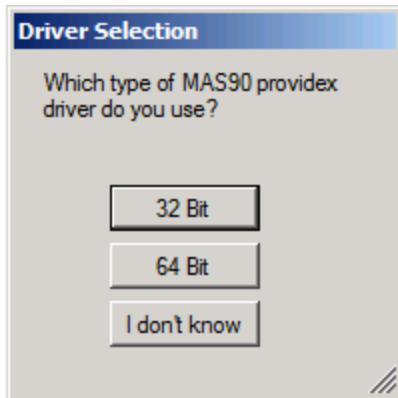 Driver Selection
Which type of MAS90 providex
driver do you use?
32 Bit
64 Bit
I don't know